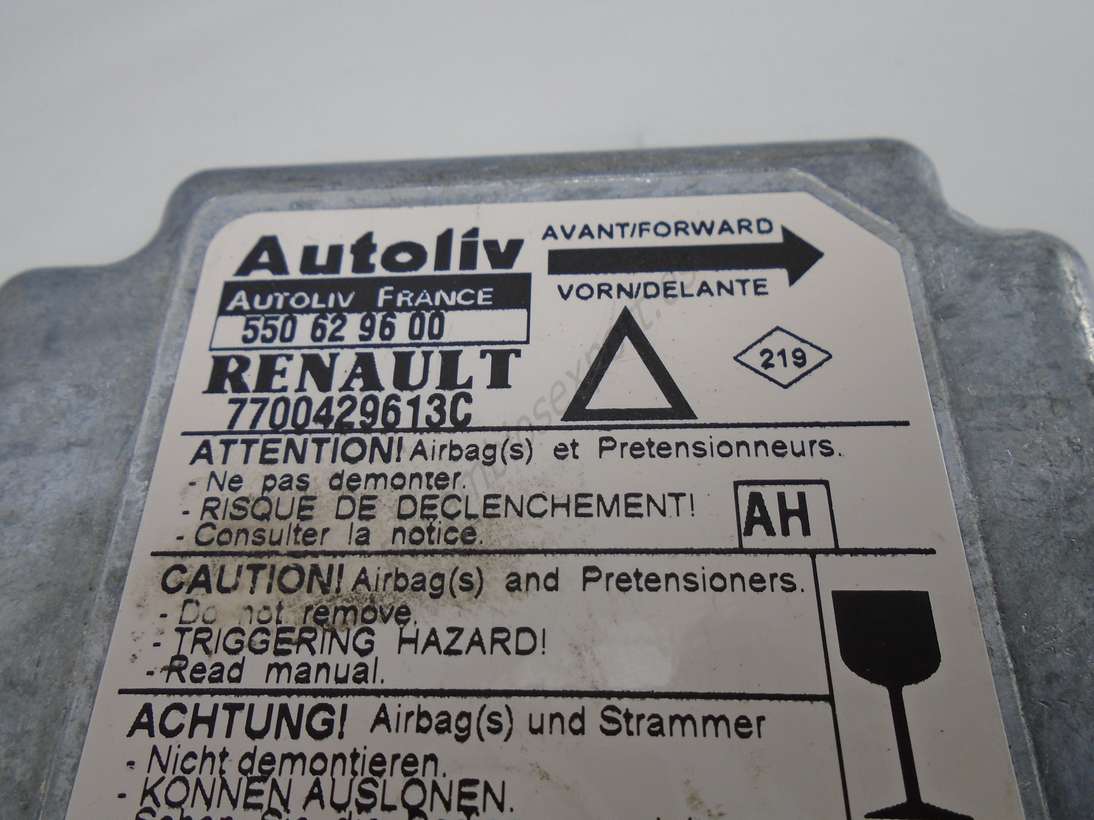 Autoliv
AVANT/FORWARD
AUTOLIV FRANCE
VORN/DELANTE
550 62 96 00
RENAULT
219
7700429613C
ATTENTION! Airbag(s) et Pretensionneurs.
- Ne pas demonter.
- RISQUE DE DECLENCHEMENT!
AH
- Consulter la notice.
CAUTION! Airbag(s) and Pretensioners.
- Do not remove.
- TRIGGERING HAZARD!
- Read manual.
ACHTUNG! Airbag(s) und Strammer
- Nicht demontieren.
- KONNEN AUSLONEN.